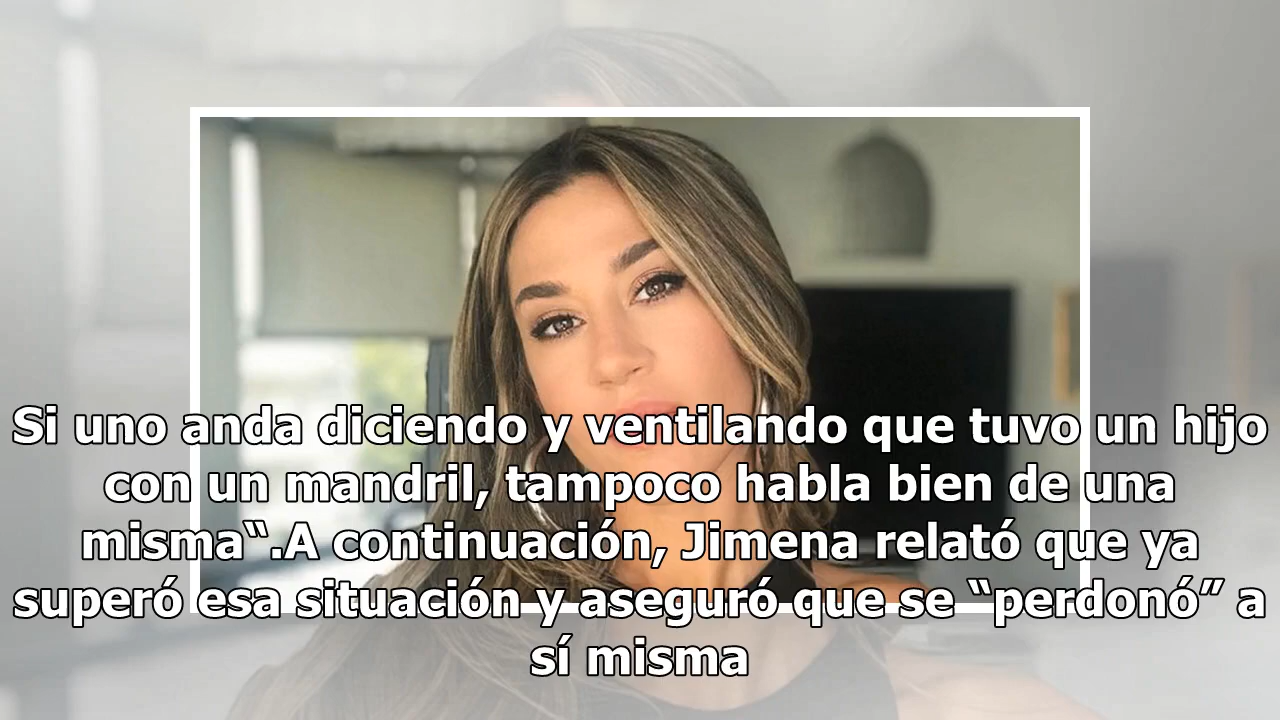 Si uno anda diciendo y ventilando que tuvo un hijo
con un mandril, tampoco habla bien de una
misma“.A continuación, Jimena relató que ya
superó esa situación y aseguró que se “perdonó” a
sí misma